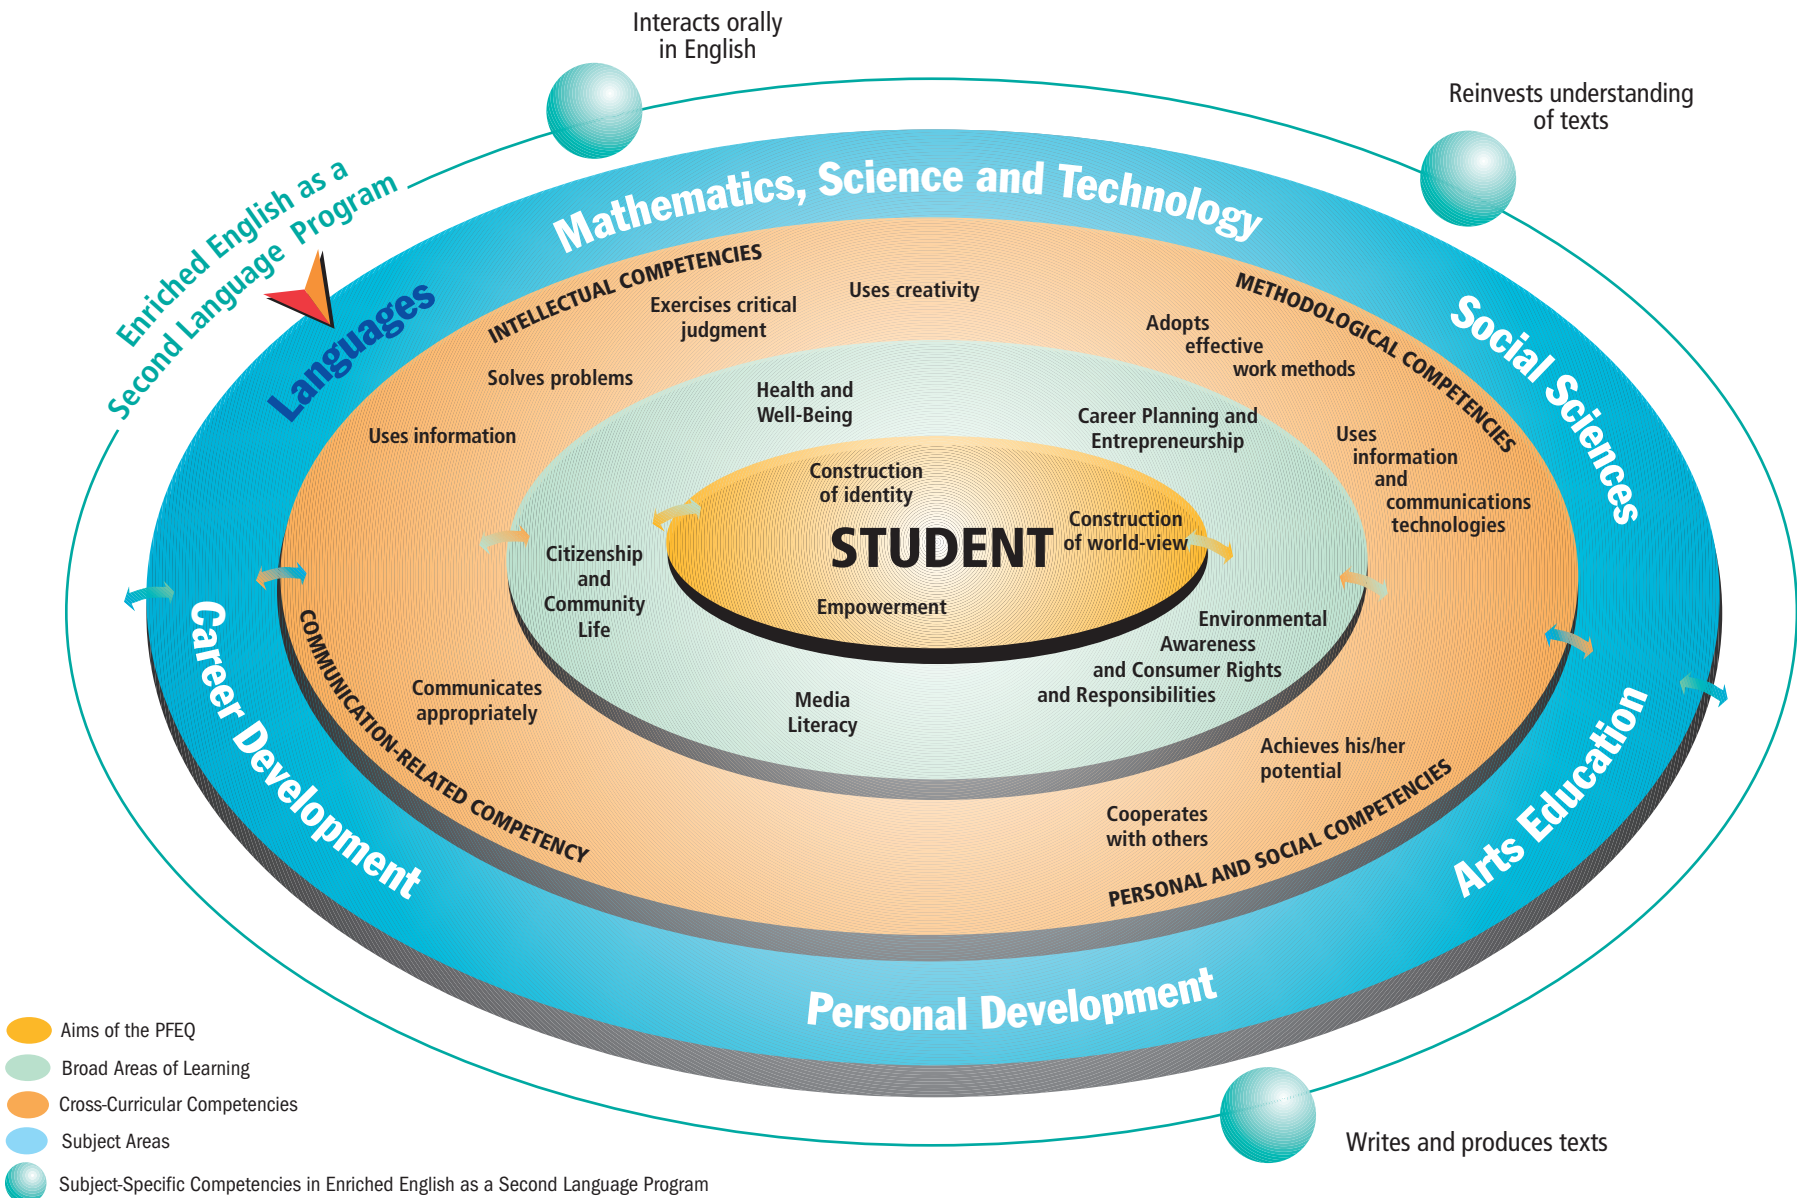 Interacts orally
in English
Reinvests understanding
of texts
Enriched English as a
Second Language Program
Mathematics, Science and Technology
Languages
Social Sciences
INTELLECTUAL COMPETENCIES
METHODOLOGICAL COMPETENCIES
Exercises critical
judgment
Uses creativity
Adopts
effective
work methods
Solves problems
Uses information
Health and
Well-Being
Career Planning and
Entrepreneurship
Uses
information
and
communications
technologies
Construction
of identity
STUDENT
Construction
of world-view
Empowerment
Citizenship
and
Community
Life
Environmental
Awareness
and Consumer Rights
and Responsibilities
Media
Literacy
Communicates
appropriately
COMMUNICATION-RELATED COMPETENCY
Achieves his/her
potential
Cooperates
with others
PERSONAL AND SOCIAL COMPETENCIES
Career Development
Arts Education
Personal Development
Writes and produces texts
Aims of the PFEQ
Broad Areas of Learning
Cross-Curricular Competencies
Subject Areas
Subject-Specific Competencies in Enriched English as a Second Language Program